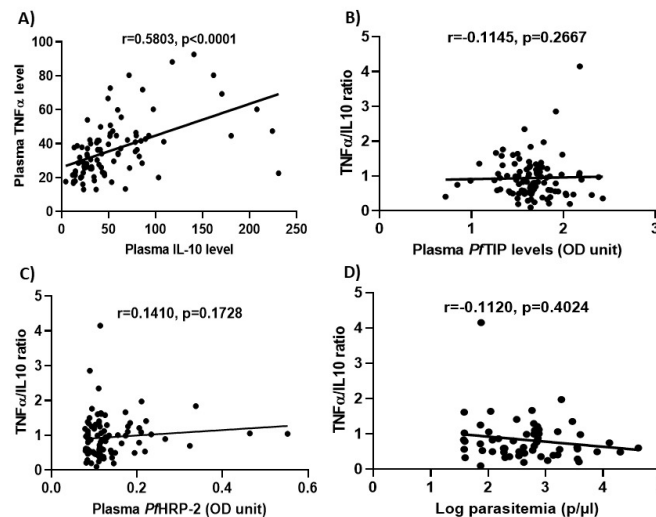 A)
r=0.5803, p<0.0001
Plasma TNFα level
100
80
60
40
20
0
0 50 100 150 200 250
Plasma IL-10 level
B)
r=-0.1145, p=0.2667
TNFα/IL10 ratio
5
4
3
2
1
0
0 1 2 3
Plasma PfTIP levels (OD unit)
C)
r=0.1410, p=0.1728
TNFα/IL10 ratio
5
4
3
2
1
0
0.0 0.2 0.4 0.6
Plasma PfHRP-2 (OD unit)
D)
r=-0.1120, p=0.4024
TNFα/IL10 ratio
5
4
3
2
1
0
0 1 2 3 4
Log parasitemia (p/µl)